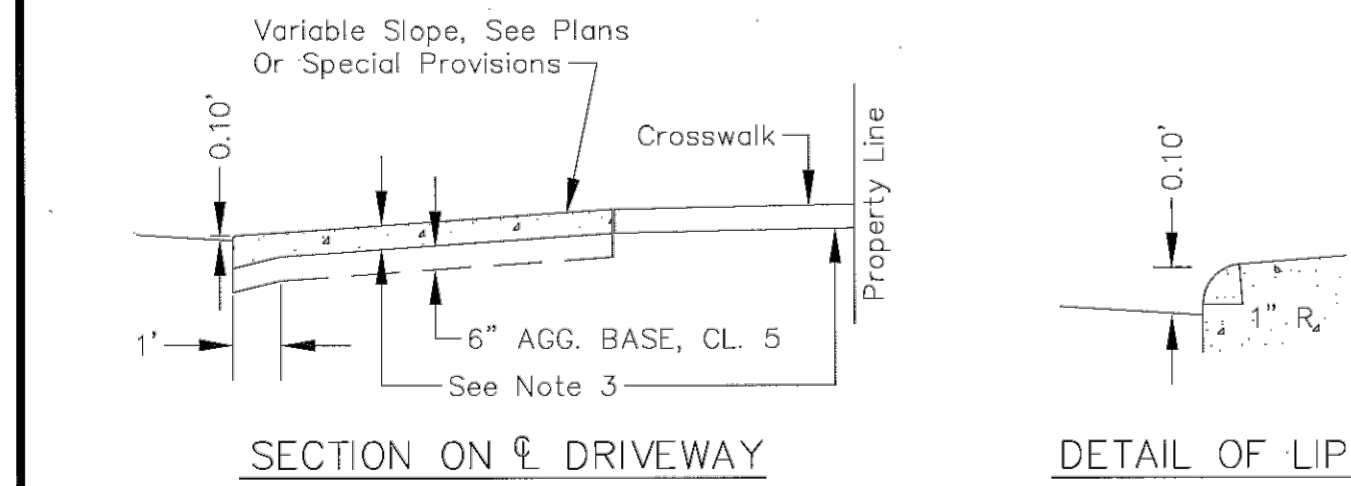 Variable Slope, See Plans
Or Special Provisions
0.10'
Crosswalk
Property Line
0.10'
1" R.
1'
6" AGG. BASE, CL. 5
See Note 3
SECTION ON ℄ DRIVEWAY
DETAIL OF LIP